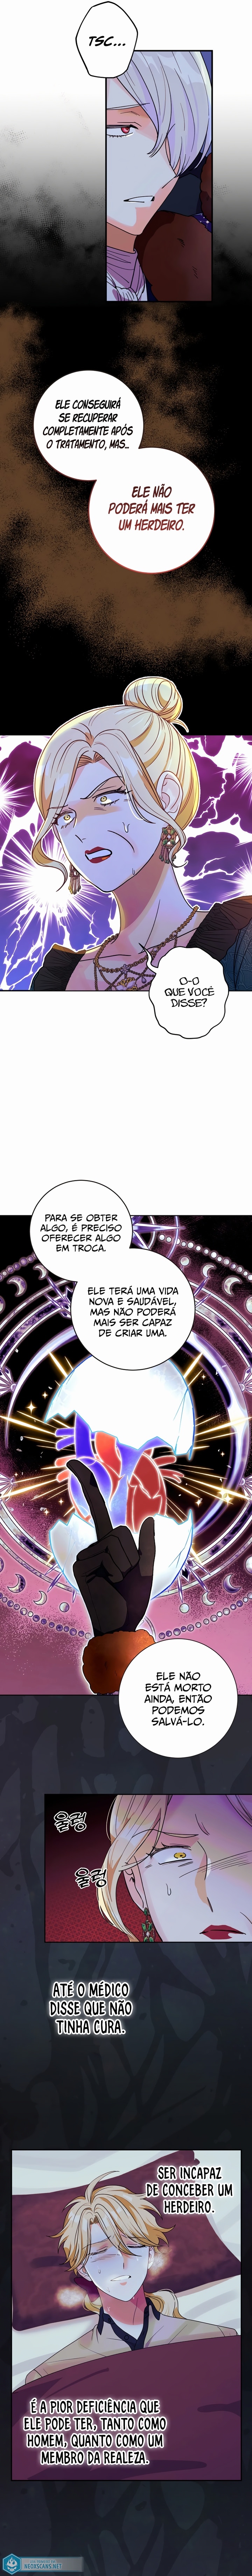 TSC...
ELE CONSEGUIRÁ
SE RECUPERAR
COMPLETAMENTE APÓS
O TRATAMENTO, MAS...
ELE NÃO
PODERÁ MAIS TER
UM HERDEIRO.
O-O
QUE VOCÊ
DISSE?
PARA SE OBTER
ALGO, É PRECISO
OFERECER ALGO
EM TROCA.
ELE TERÁ UMA VIDA
NOVA E SAUDÁVEL,
MAS NÃO PODERÁ
MAIS SER CAPAZ
DE CRIAR UMA.
ELE NÃO
ESTÁ MORTO
AINDA, ENTÃO
PODEMOS
SALVÁ-LO.
울컹
울컹
ATÉ O MÉDICO
DISSE QUE NÃO
TINHA CURA.
SER INCAPAZ
DE CONCEBER UM
HERDEIRO.
É A PIOR DEFICIÊNCIA QUE
ELE PODE TER, TANTO COMO
HOMEM, QUANTO COMO UM
MEMBRO DA REALEZA.
NEOXSCANS.NET